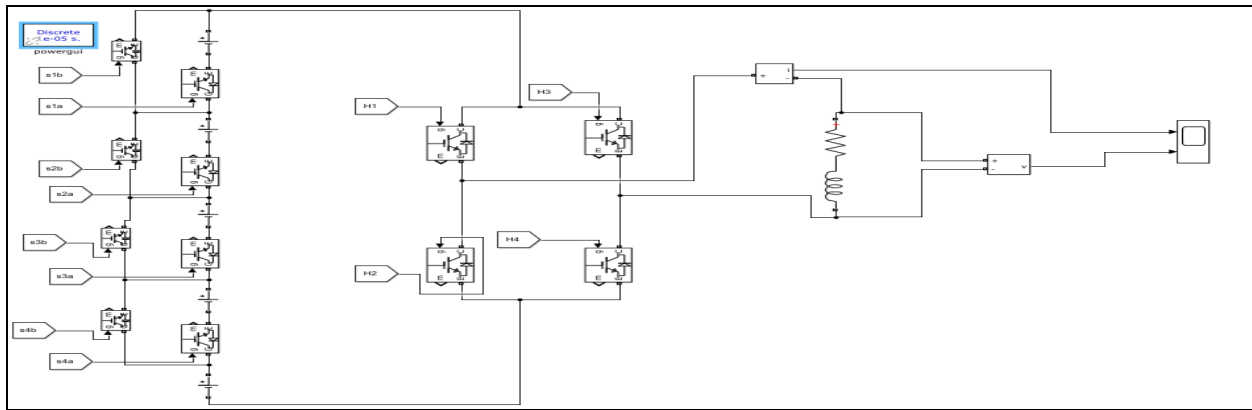 Discrete
e-05 s.
powergui
s1b
s1a
s2b
s2a
s3b
s3a
s4b
s4a
H1
H3
H2
H4
i
v